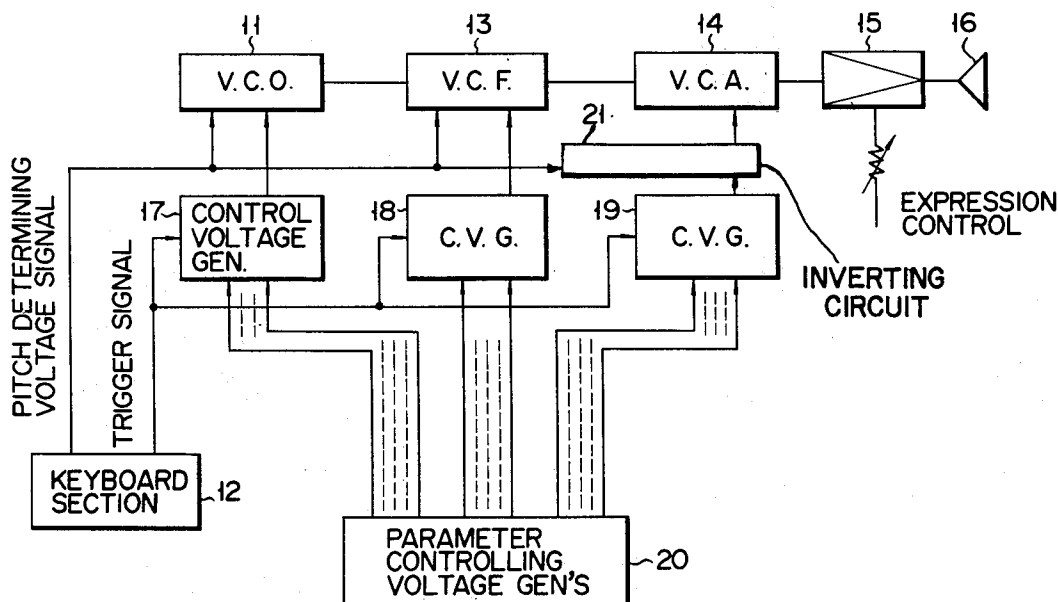 11
13
14
15
16
V.C.O.
V.C.F.
V.C.A.
21
17
CONTROL
VOLTAGE
GEN.
18
C.V.G.
19
C.V.G.
EXPRESSION
CONTROL
INVERTING
CIRCUIT
PITCH DETERMINING
VOLTAGE SIGNAL
TRIGGER SIGNAL
KEYBOARD
SECTION
12
PARAMETER
CONTROLLING
VOLTAGE GEN'S
20